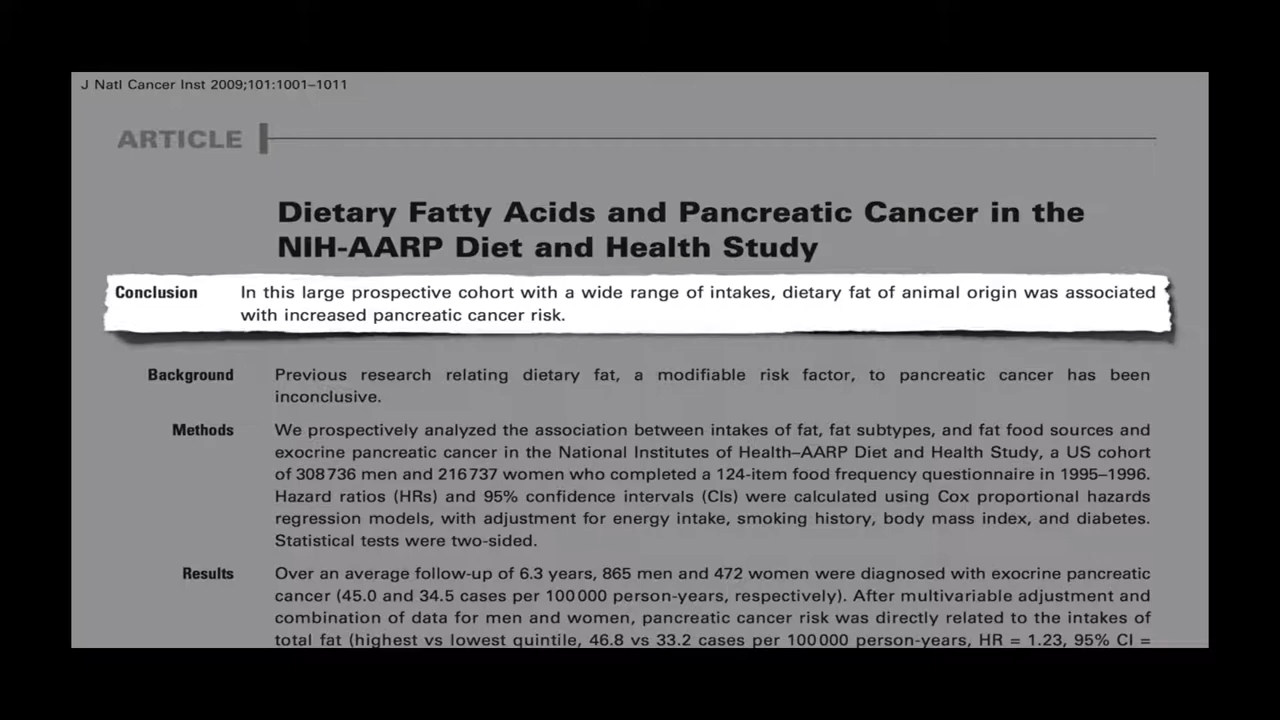 J Natl Cancer Inst 2009;101:1001–1011
ARTICLE
Dietary Fatty Acids and Pancreatic Cancer in the
NIH-AARP Diet and Health Study
Conclusion In this large prospective cohort with a wide range of intakes, dietary fat of animal origin was associated
with increased pancreatic cancer risk.
Background Previous research relating dietary fat, a modifiable risk factor, to pancreatic cancer has been
inconclusive.
Methods We prospectively analyzed the association between intakes of fat, fat subtypes, and fat food sources and
exocrine pancreatic cancer in the National Institutes of Health–AARP Diet and Health Study, a US cohort
of 308 736 men and 216 737 women who completed a 124-item food frequency questionnaire in 1995–1996.
Hazard ratios (HRs) and 95% confidence intervals (CIs) were calculated using Cox proportional hazards
regression models, with adjustment for energy intake, smoking history, body mass index, and diabetes.
Statistical tests were two-sided.
Results Over an average follow-up of 6.3 years, 865 men and 472 women were diagnosed with exocrine pancreatic
cancer (45.0 and 34.5 cases per 100 000 person-years, respectively). After multivariable adjustment and
combination of data for men and women, pancreatic cancer risk was directly related to the intakes of
total fat (highest vs lowest quintile, 46.8 vs 33.2 cases per 100 000 person-years, HR = 1.23, 95% CI =